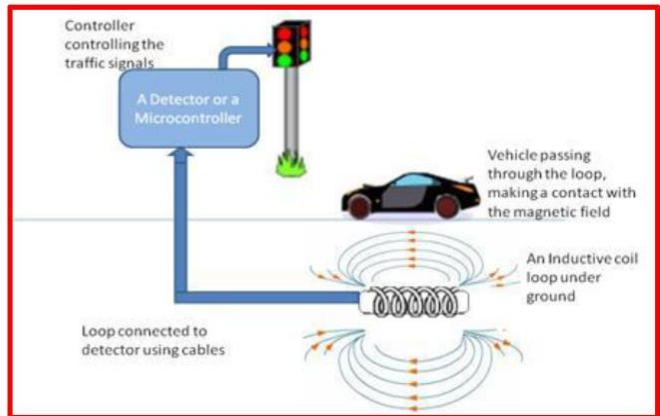 Controller
controlling the
traffic signals
A Detector or a
Microcontroller
Vehicle passing
through the loop,
making a contact with
the magnetic field
An Inductive coil
loop under
ground
Loop connected to
detector using cables